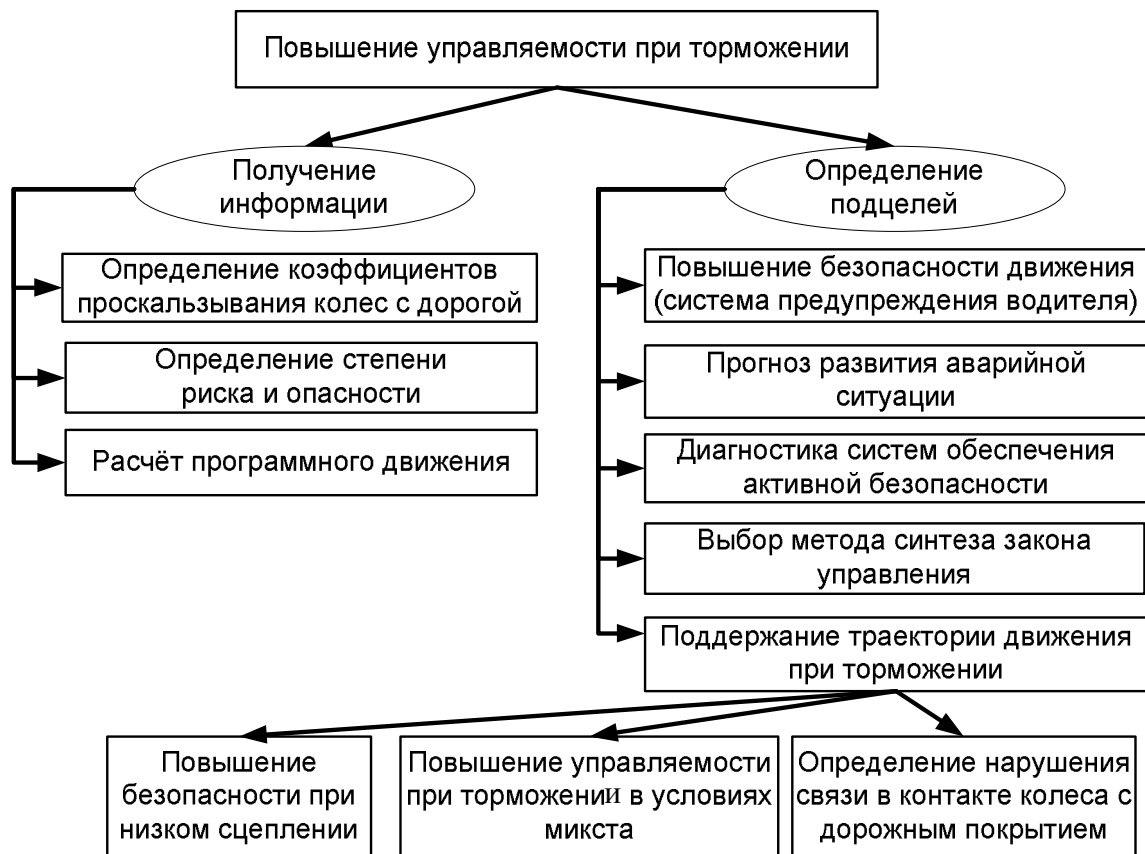 Повышение управляемости при торможении
Получение
информации
Определение
подцелей
Определение коэффициентов
проскальзывания колес с дорогой
Определение степени
риска и опасности
Расчёт программного движения
Повышение безопасности движения
(система предупреждения водителя)
Прогноз развития аварийной
ситуации
Диагностика систем обеспечения
активной безопасности
Выбор метода синтеза закона
управления
Поддержание траектории движения
при торможении
Повышение
безопасности при
низком сцеплении
Повышение управляемости
при торможении в условиях
микста
Определение нарушения
связи в контакте колеса с
дорожным покрытием